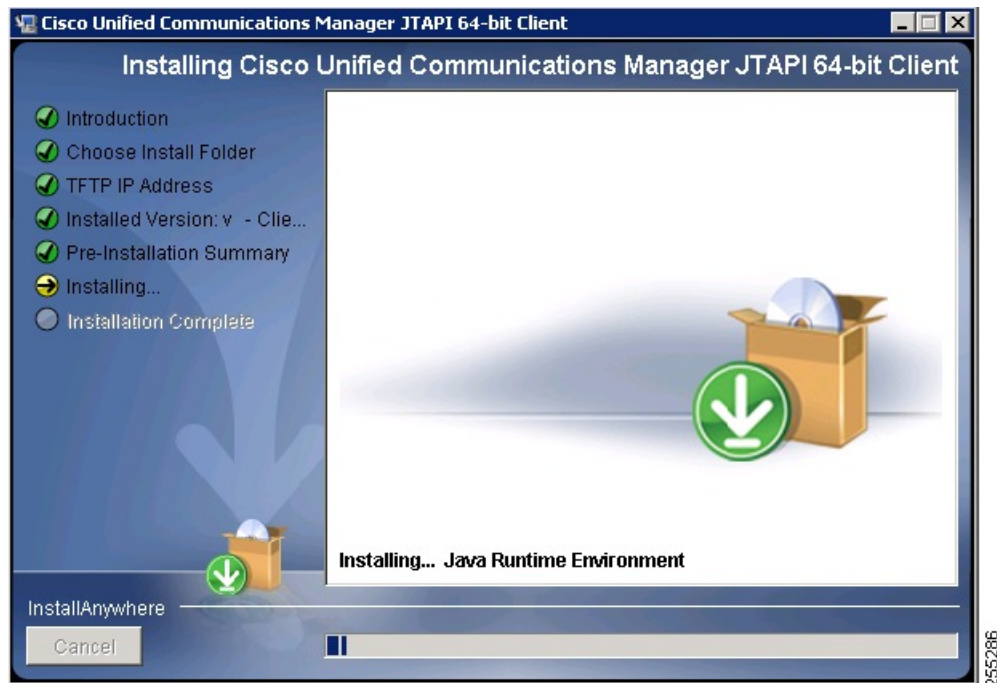 Cisco Unified Communications Manager JTAPI 64-bit Client
Installing Cisco Unified Communications Manager JTAPI 64-bit Client
Introduction
Choose Install Folder
TFTP IP Address
Installed Version: v - Clie...
Pre-Installation Summary
Installing...
Installation Complete
Installing... Java Runtime Environment
InstallAnywhere
Cancel
255286